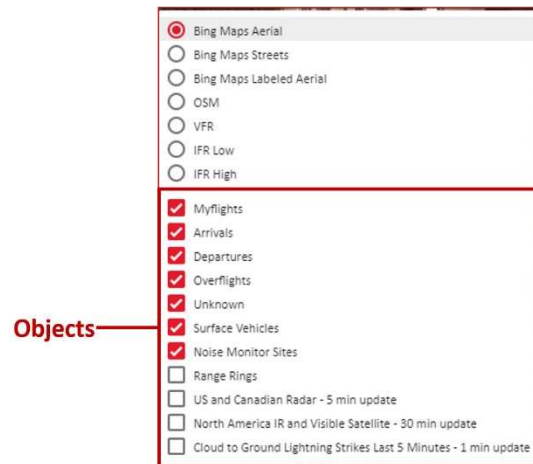 Bing Maps Aerial
Bing Maps Streets
Bing Maps Labeled Aerial
OSM
VFR
IFR Low
IFR High
Myflights
Arrivals
Departures
Overflights
Unknown
Objects
Surface Vehicles
Noise Monitor Sites
Range Rings
US and Canadian Radar - 5 min update
North America IR and Visible Satellite - 30 min update
Cloud to Ground Lightning Strikes Last 5 Minutes - 1 min update